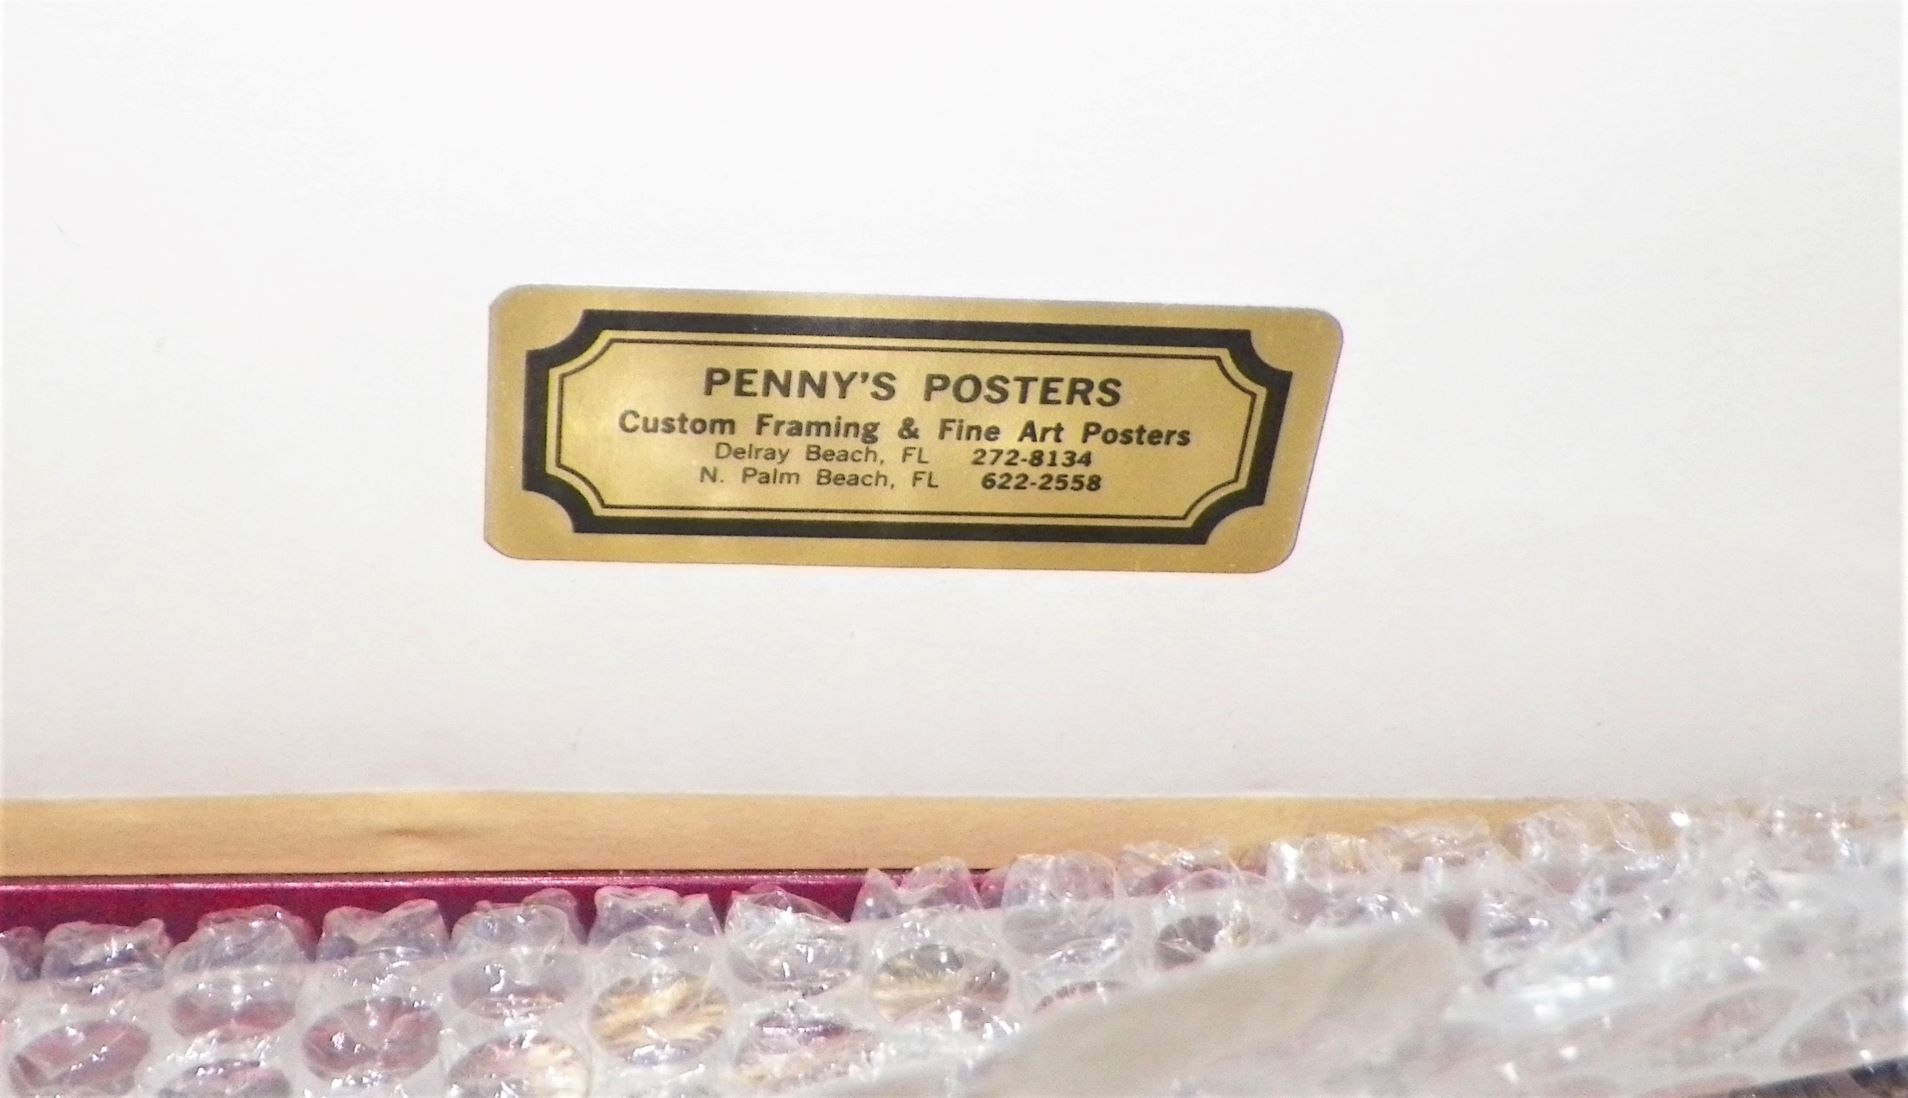 PENNY'S POSTERS
Custom Framing & Fine Art Posters
Delray Beach, FL 272-8134
N. Palm Beach, FL 622-2558